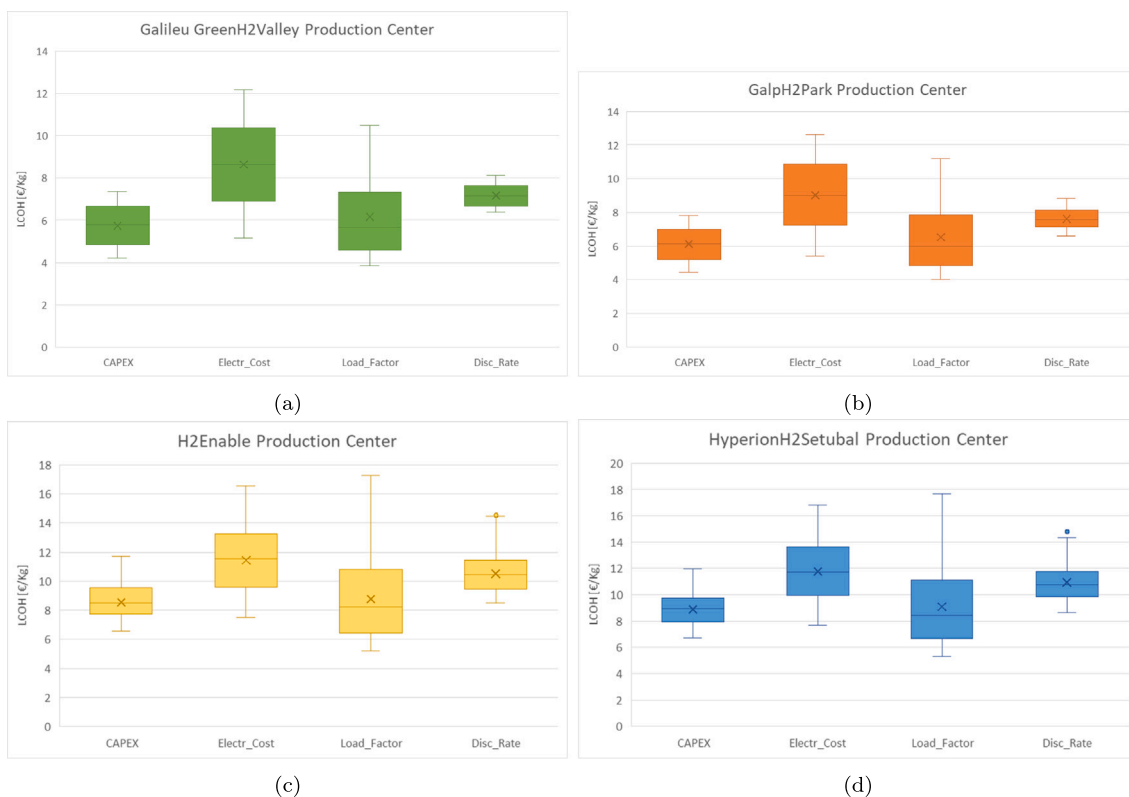 Galileu GreenH2Valley Production Center
LCOH [€/Kg]
14
12
10
8
6
4
2
0
CAPEX Electr_Cost Load_Factor Disc_Rate
(a)
GalpH2Park Production Center
LCOH [€/Kg]
14
12
10
8
6
4
2
0
CAPEX Electr_Cost Load_Factor Disc_Rate
(b)
H2Enable Production Center
LCOH [€/Kg]
18
16
14
12
10
8
6
4
2
0
CAPEX Electr_Cost Load_Factor Disc_Rate
(c)
HyperionH2Setubal Production Center
LCOH [€/Kg]
20
18
16
14
12
10
8
6
4
2
0
CAPEX Electr_Cost Load_Factor Disc_Rate
(d)